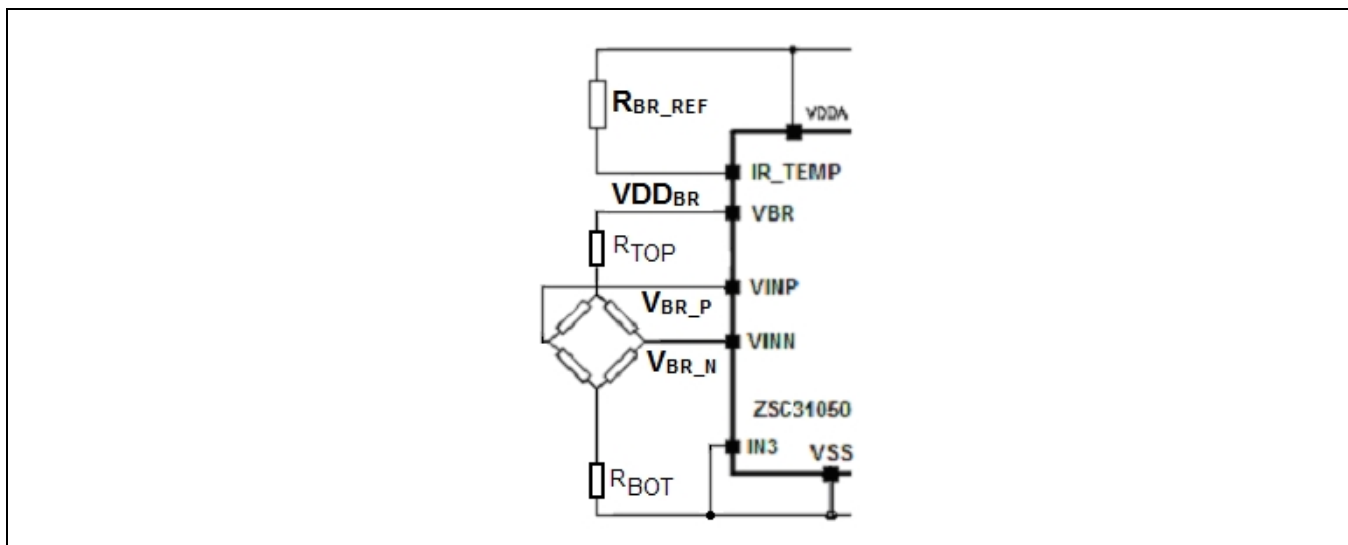 RBR_REF
VDDA
IR_TEMP
VDDBR
VBR
RTOP
VINP
VBR_P
VINN
VBR_N
ZSC31050
IN3
VSS
RBOT